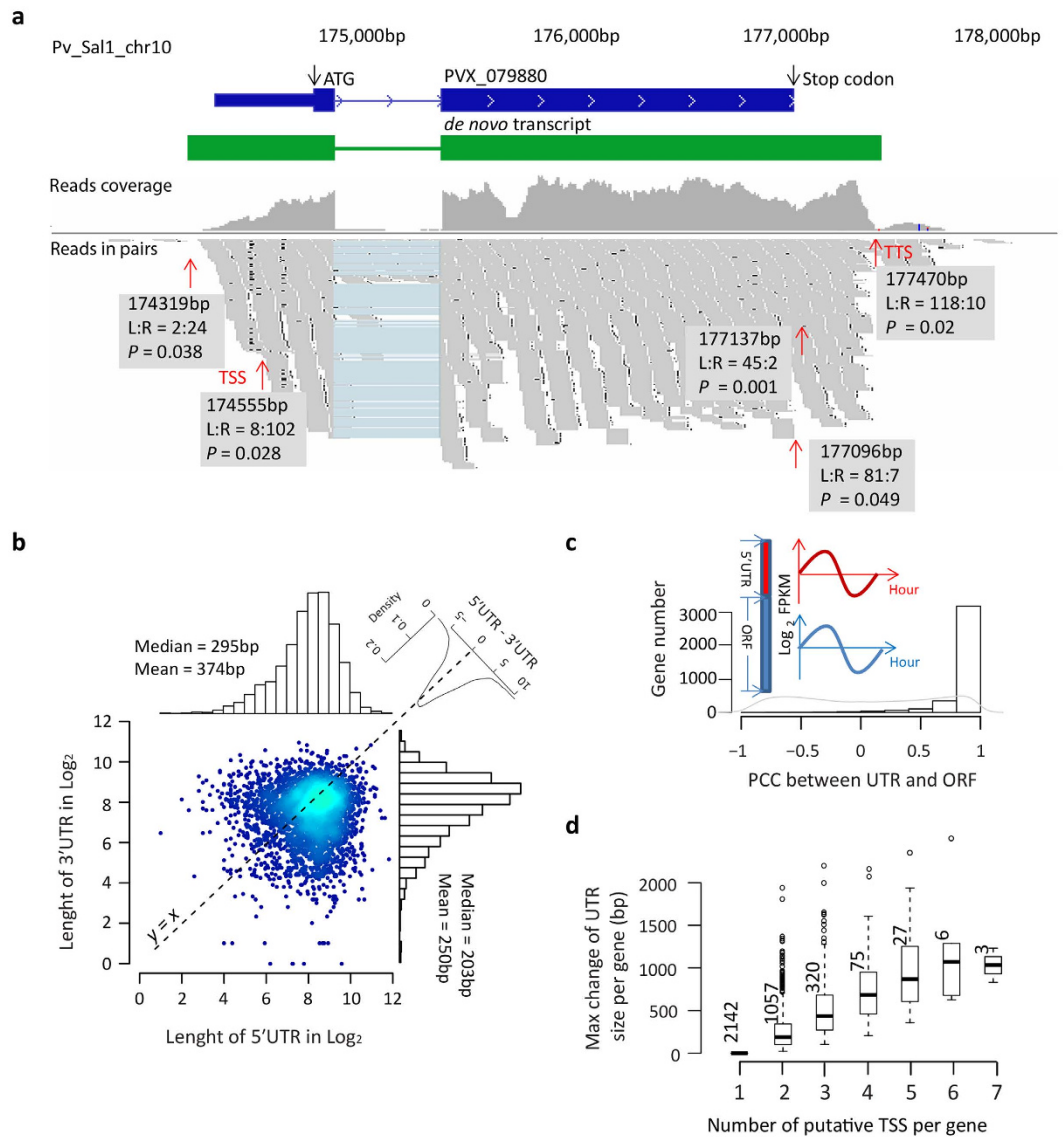 a
Pv_Sal1_chr10
175,000bp 176,000bp 177,000bp 178,000bp
ATG PVX_079880 Stop codon
de novo transcript
Reads coverage
Reads in pairs
TTS
174319bp
L:R = 2:24
P = 0.038
TSS
174555bp
L:R = 8:102
P = 0.028
177470bp
L:R = 118:10
P = 0.02
177137bp
L:R = 45:2
P = 0.001
177096bp
L:R = 81:7
P = 0.049
b
Median = 295bp
Mean = 374bp
Density
0 0.1 0.2
5'UTR - 3'UTR
-5 0 5 10
Lenght of 3'UTR in Log2
12
10
8
6
4
2
0
y = x
Median = 203bp
Mean = 250bp
0 2 4 6 8 10 12
Lenght of 5'UTR in Log2
c
5'UTR
ORF
Log2 FPKM
Hour
Hour
Gene number
3000
2000
1000
0
-1 -0.5 0 0.5 1
PCC between UTR and ORF
d
Max change of UTR
size per gene (bp)
2000
1500
1000
500
0
2142 1057 320 75 27 6 3
1 2 3 4 5 6 7
Number of putative TSS per gene